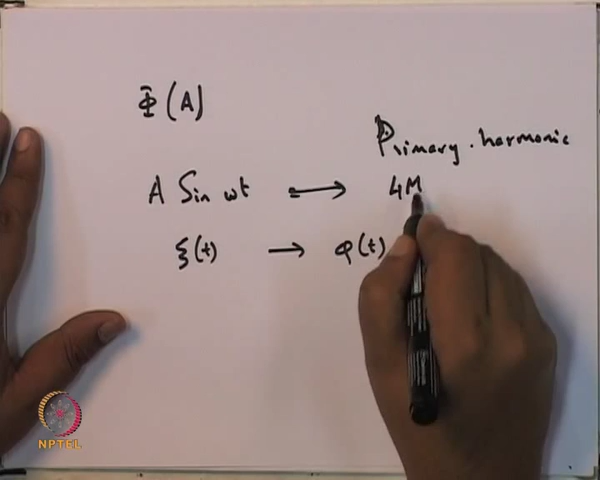 Φ(A)
Primary harmonic
A Sin ωt ⟷ 4M
ξ(t) → φ(t)
NPTEL